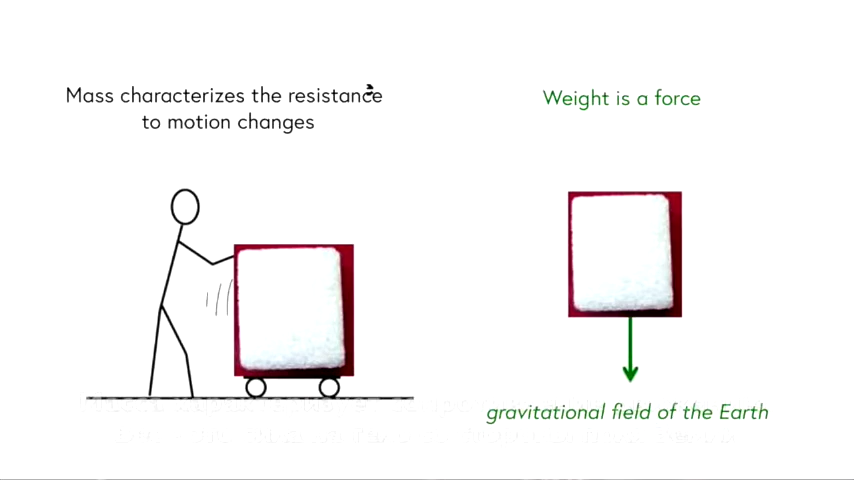 Mass characterizes the resistance
to motion changes
Weight is a force
gravitational field of the Earth